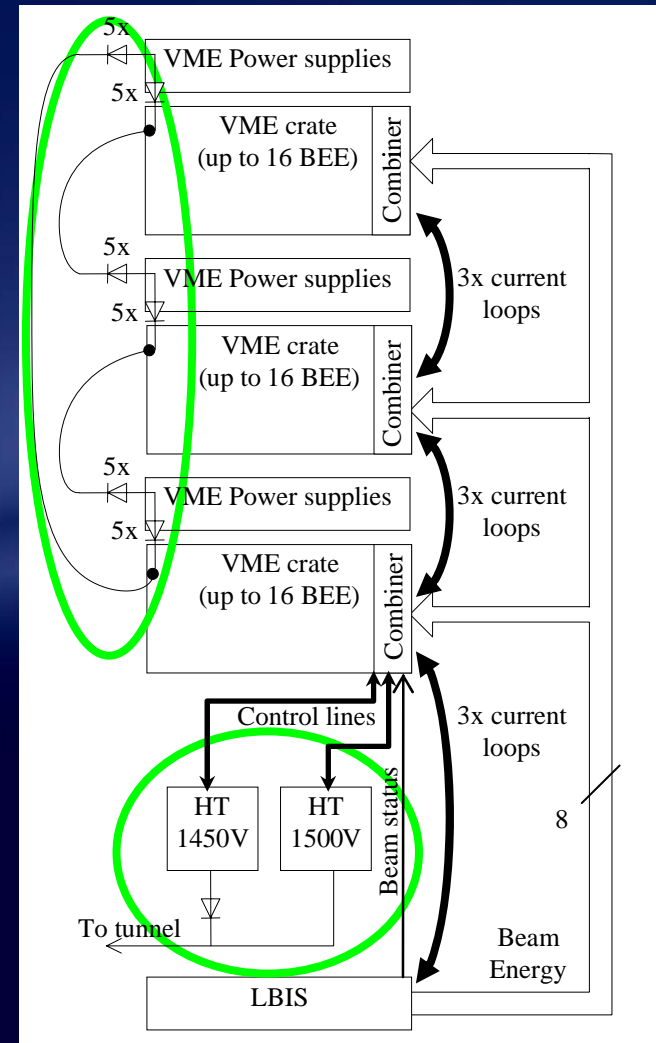 5x
VME Power supplies
5x
VME crate
(up to 16 BEE)
Combiner
3x current
loops
5x
VME Power supplies
5x
VME crate
(up to 16 BEE)
Combiner
3x current
loops
5x
VME Power supplies
5x
VME crate
(up to 16 BEE)
Combiner
3x current
loops
Control lines
Beam status
HT
1450V
HT
1500V
8
To tunnel
Beam
Energy
LBIS